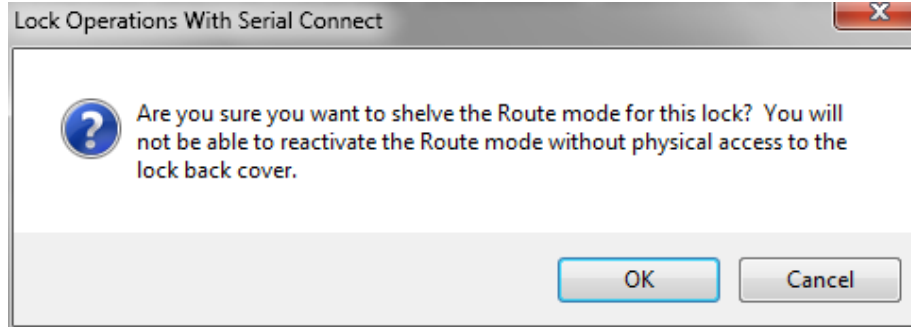 Lock Operations With Serial Connect
Are you sure you want to shelve the Route mode for this lock?  You will
not be able to reactivate the Route mode without physical access to the
lock back cover.
OK
Cancel